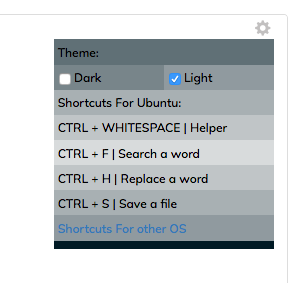 Theme:
Dark Light
Shortcuts For Ubuntu:
CTRL + WHITESPACE | Helper
CTRL + F | Search a word
CTRL + H | Replace a word
CTRL + S | Save a file
Shortcuts For other OS